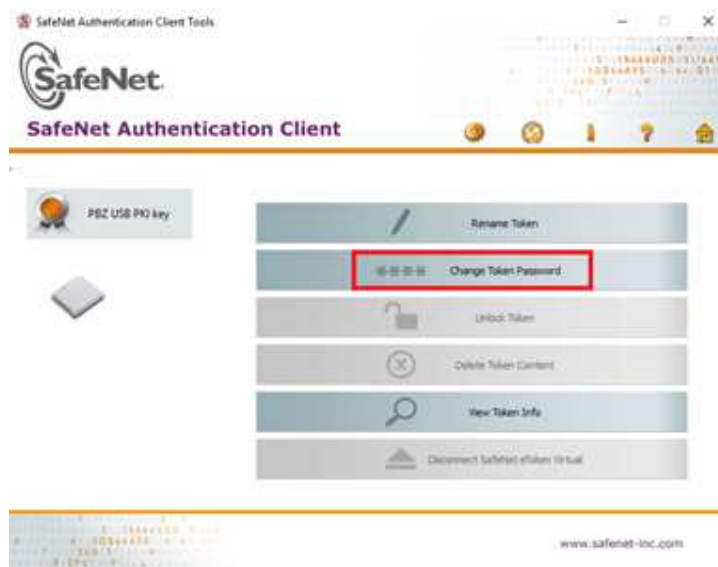 SafeNet Authentication Client Tools
SafeNet.
SafeNet Authentication Client
PBZ USB PKI key
Rename Token
Change Token Password
Unlock Token
Delete Token Content
View Token Info
Disconnect SafeNet eToken Virtual
www.safenet-inc.com